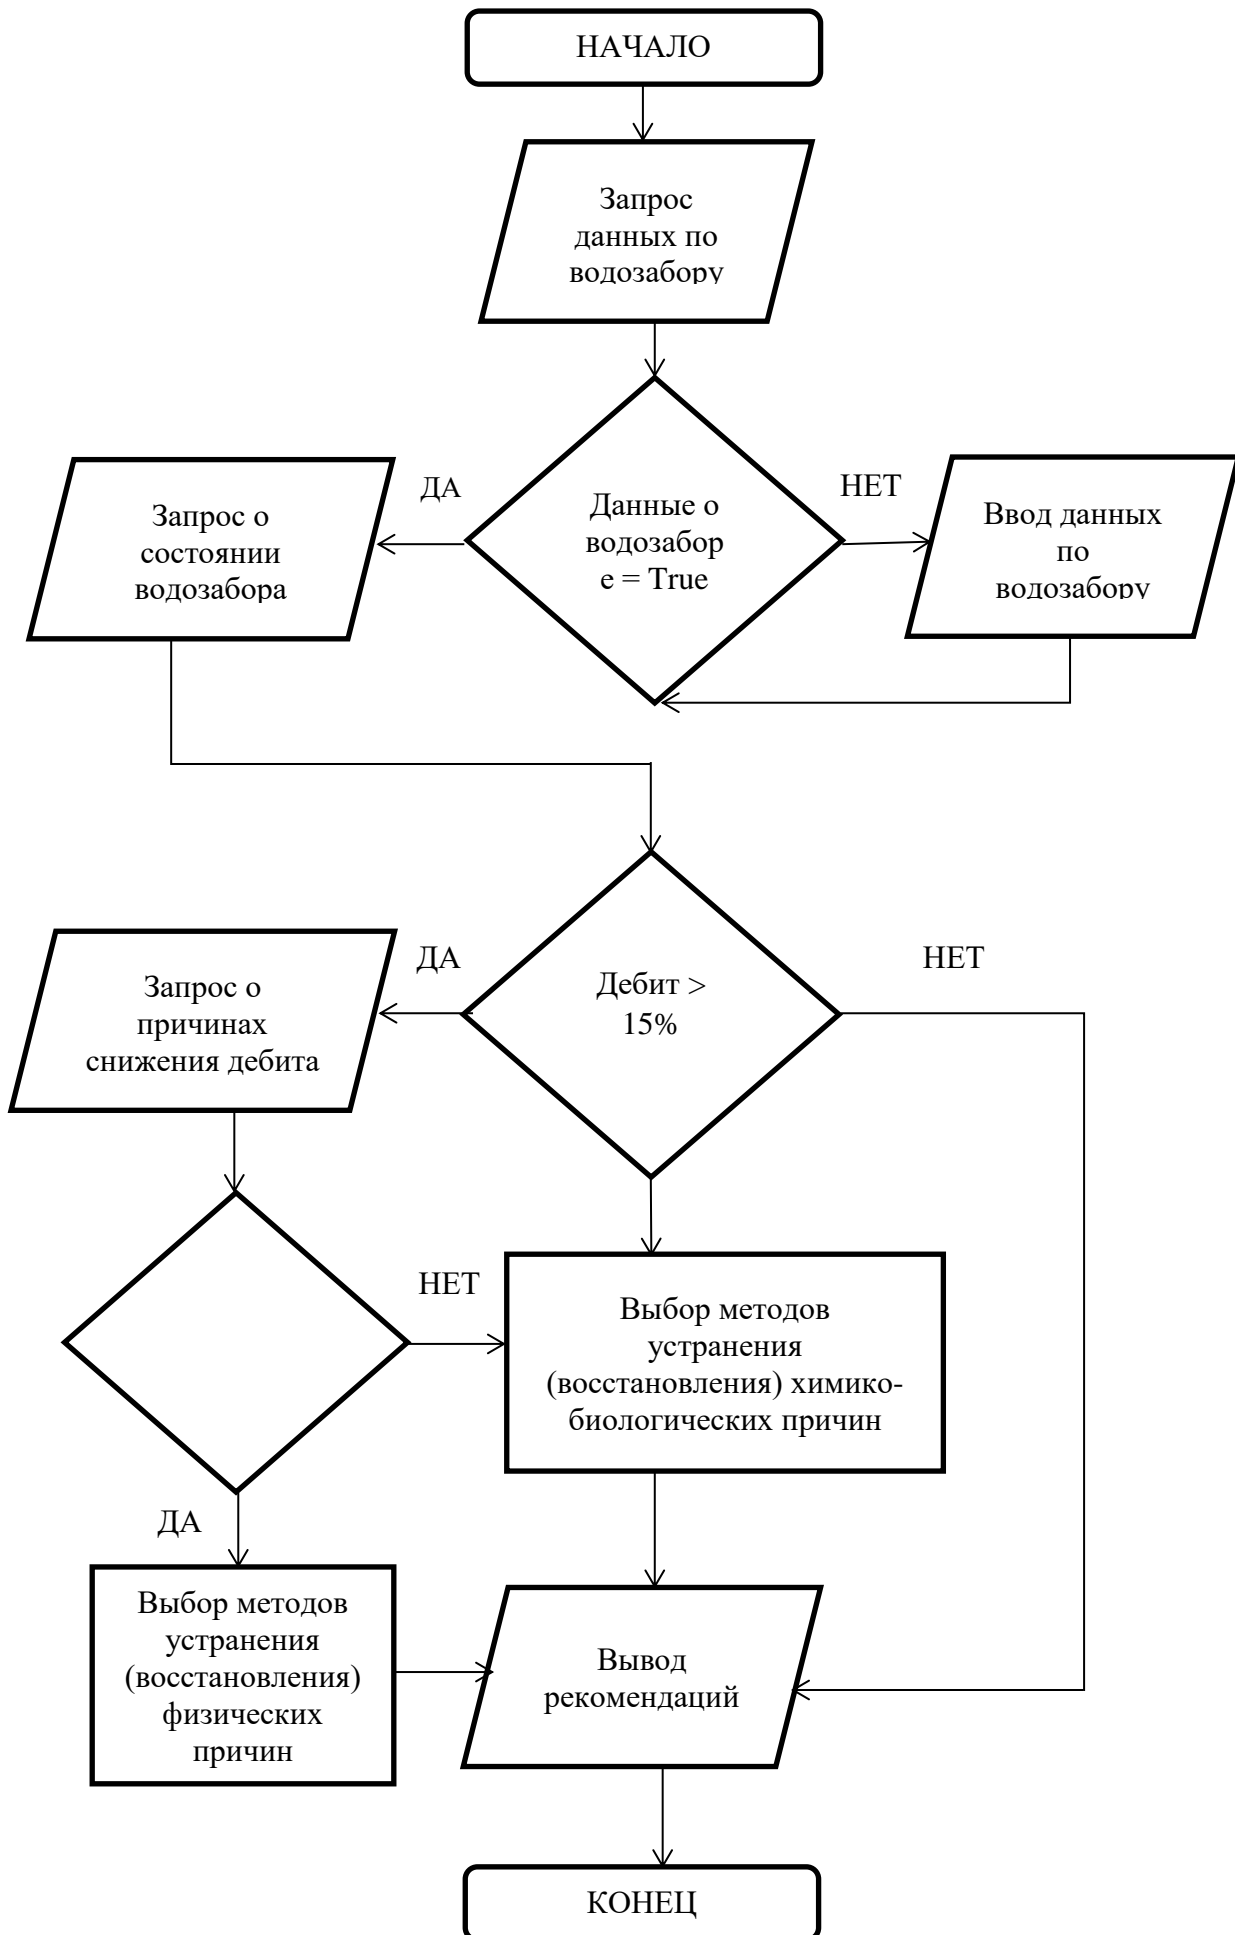 НАЧАЛО
Запрос
данных по
водозабору
ДА
НЕТ
Запрос о
состоянии
водозабора
Данные о
водозабор
е = True
Ввод данных
по
водозабору
ДА
НЕТ
Запрос о
причинах
снижения дебита
Дебит >
15%
НЕТ
Выбор методов
устранения
(восстановления) химико-
биологических причин
ДА
Выбор методов
устранения
(восстановления)
физических
причин
Вывод
рекомендаций
КОНЕЦ